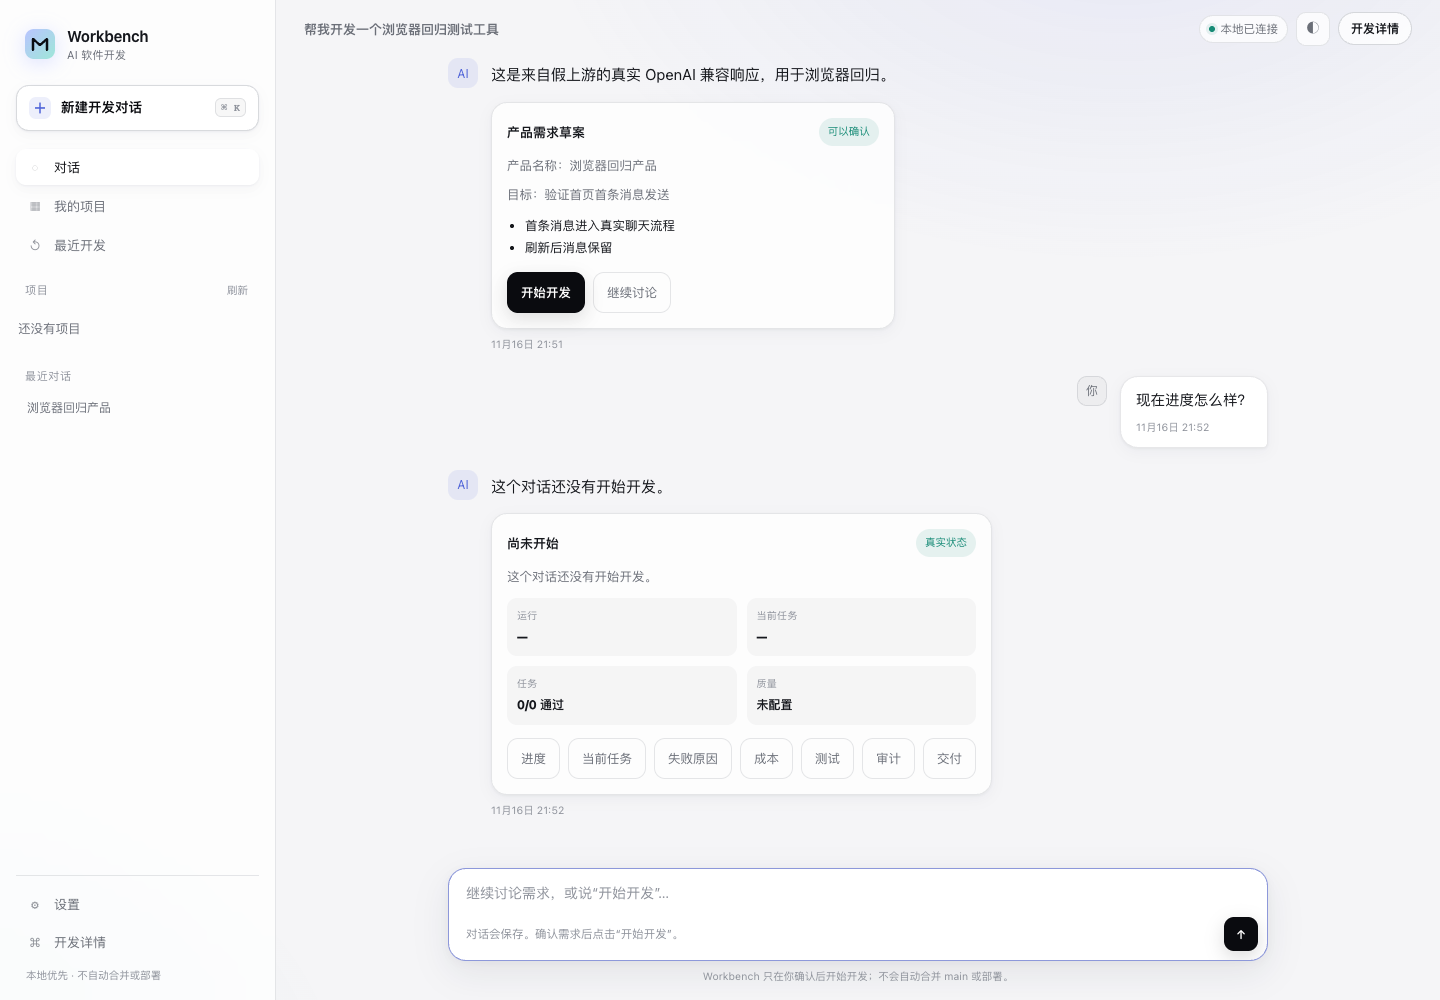 Workbench
AI 软件开发
新建开发对话
⌘ K
对话
我的项目
最近开发
项目
刷新
还没有项目
最近对话
浏览器回归产品
设置
开发详情
本地优先 · 不自动合并或部署
帮我开发一个浏览器回归测试工具
本地已连接
开发详情
AI
这是来自假上游的真实 OpenAI 兼容响应，用于浏览器回归。
产品需求草案
可以确认
产品名称：浏览器回归产品
目标：验证首页首条消息发送
• 首条消息进入真实聊天流程
• 刷新后消息保留
开始开发
继续讨论
11月16日 21:51
你
现在进度怎么样?
11月16日 21:52
AI
这个对话还没有开始开发。
尚未开始
真实状态
这个对话还没有开始开发。
运行
—
当前任务
—
任务
0/0 通过
质量
未配置
进度
当前任务
失败原因
成本
测试
审计
交付
11月16日 21:52
继续讨论需求，或说“开始开发”…
对话会保存。确认需求后点击“开始开发”。
Workbench 只在你确认后开始开发；不会自动合并 main 或部署。